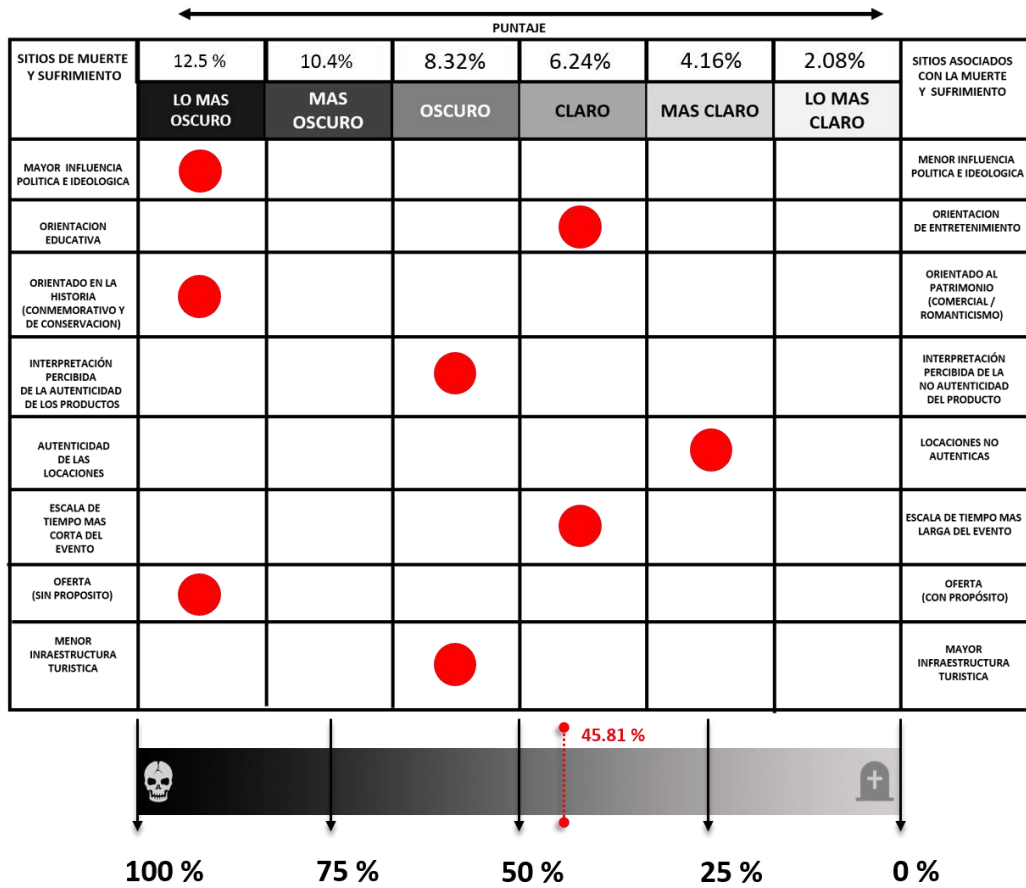 PUNTAJE
SITIOS DE MUERTE
Y SUFRIMIENTO
12.5 %
10.4%
8.32%
6.24%
4.16%
2.08%
SITIOS ASOCIADOS
CON LA MUERTE
Y SUFRIMIENTO
LO MAS
OSCURO
MAS
OSCURO
OSCURO
CLARO
MAS CLARO
LO MAS
CLARO
MAYOR INFLUENCIA
POLITICA E IDEOLOGICA
MENOR INFLUENCIA
POLITICA E IDEOLOGICA
ORIENTACION
EDUCATIVA
ORIENTACION
DE ENTRETENIMIENTO
ORIENTADO EN LA
HISTORIA
(CONMEMORATIVO Y
DE CONSERVACION)
ORIENTADO AL
PATRIMONIO
(COMERCIAL /
ROMANTICISMO)
INTERPRETACIÓN
PERCIBIDA
DE LA AUTENTICIDAD
DE LOS PRODUCTOS
INTERPRETACIÓN
PERCIBIDA DE LA
NO AUTENTICIDAD
DEL PRODUCTO
AUTENTICIDAD
DE LAS
LOCACIONES
LOCACIONES NO
AUTENTICAS
ESCALA DE
TIEMPO MAS
CORTA DEL
EVENTO
ESCALA DE TIEMPO MAS
LARGA DEL EVENTO
OFERTA
(SIN PROPOSITO)
OFERTA
(CON PROPÓSITO)
MENOR
INRAESTRUCTURA
TURISTICA
MAYOR
INFRAESTRUCTURA
TURISTICA
45.81 %
100 %
75 %
50 %
25 %
0 %